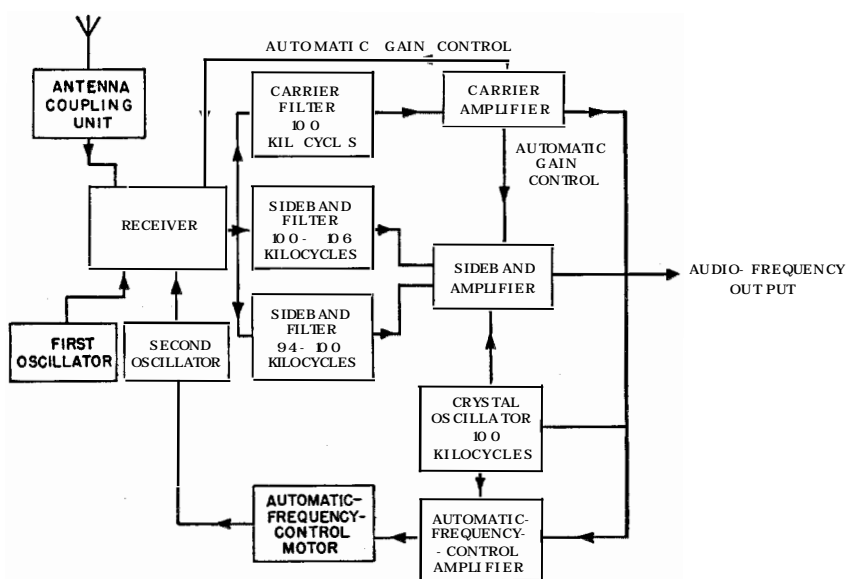 AUTOMATIC GAIN CONTROL
ANTENNA
COUPLING
UNIT
CARRIER
FILTER
100
KIL CYCL S
CARRIER
AMPLIFIER
AUTOMATIC
GAIN
CONTROL
RECEIVER
SIDEBAND
FILTER
100- 106
KILOCYCLES
SIDEBAND
AMPLIFIER
AUDIO- FREQUENCY
OUTPUT
FIRST
OSCILLATOR
SECOND
OSCILLATOR
SIDEBAND
FILTER
94- 100
KILOCYCLES
CRYSTAL
OSCILLATOR
100
KILOCYCLES
AUTOMATIC-
FREQUENCY-
CONTROL
MOTOR
AUTOMATIC-
FREQUENCY-
- CONTROL
AMPLIFIER